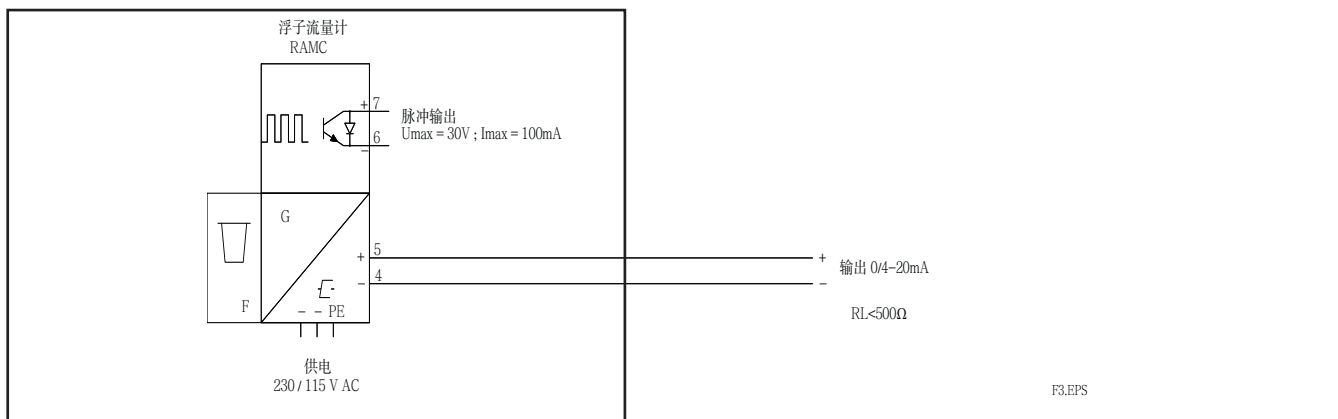 浮子流量计
RAMC
+ 7
脉冲输出
6
Umax = 30V ; Imax = 100mA
−
G
+ 5
+
输出 0/4−20mA
− 4
−
F
− − PE
RL<500Ω
供电
230 / 115 V AC
F3.EPS